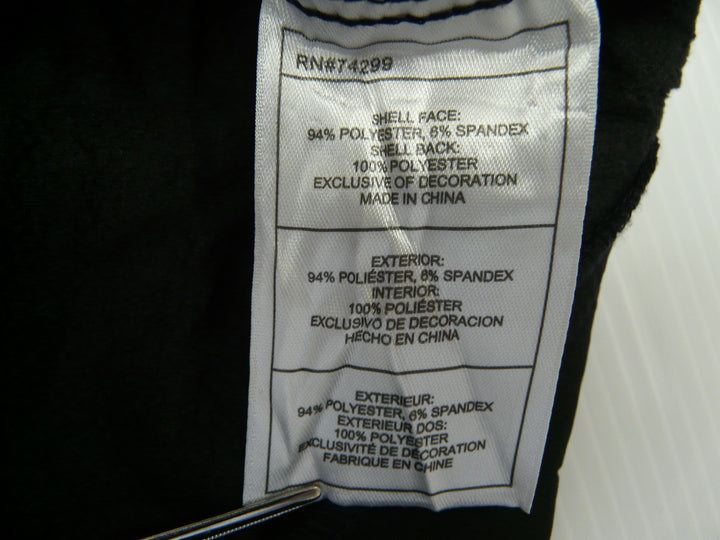 RN#74299
SHELL FACE:
94% POLYESTER, 6% SPANDEX
SHELL BACK:
100% POLYESTER
EXCLUSIVE OF DECORATION
MADE IN CHINA
EXTERIOR:
94% POLIÉSTER, 6% SPANDEX
INTERIOR:
100% POLIÉSTER
EXCLUSIVO DE DECORACION
HECHO EN CHINA
EXTERIEUR:
94% POLYESTER, 6% SPANDEX
EXTERIEUR DOS:
100% POLYESTER
EXCLUSIVITÉ DE DÉCORATION
FABRIQUE EN CHINE